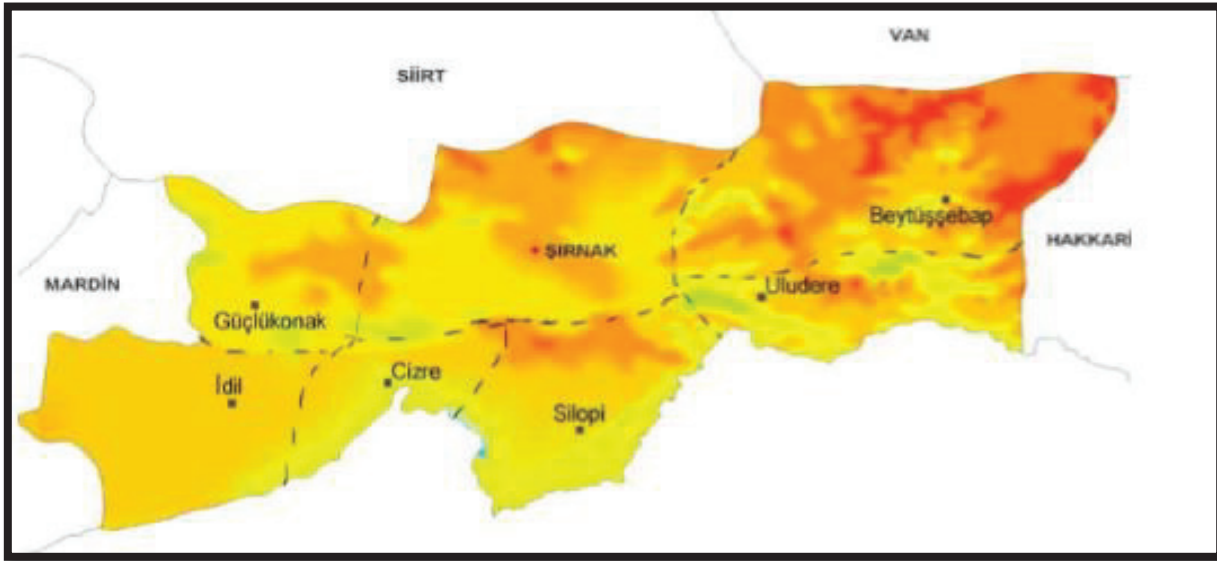 VAN
SİİRT
Beytüşşebap
HAKKARİ
ŞIRNAK
MARDİN
Uludere
Güçlükonak
Cizre
İdil
Silopi